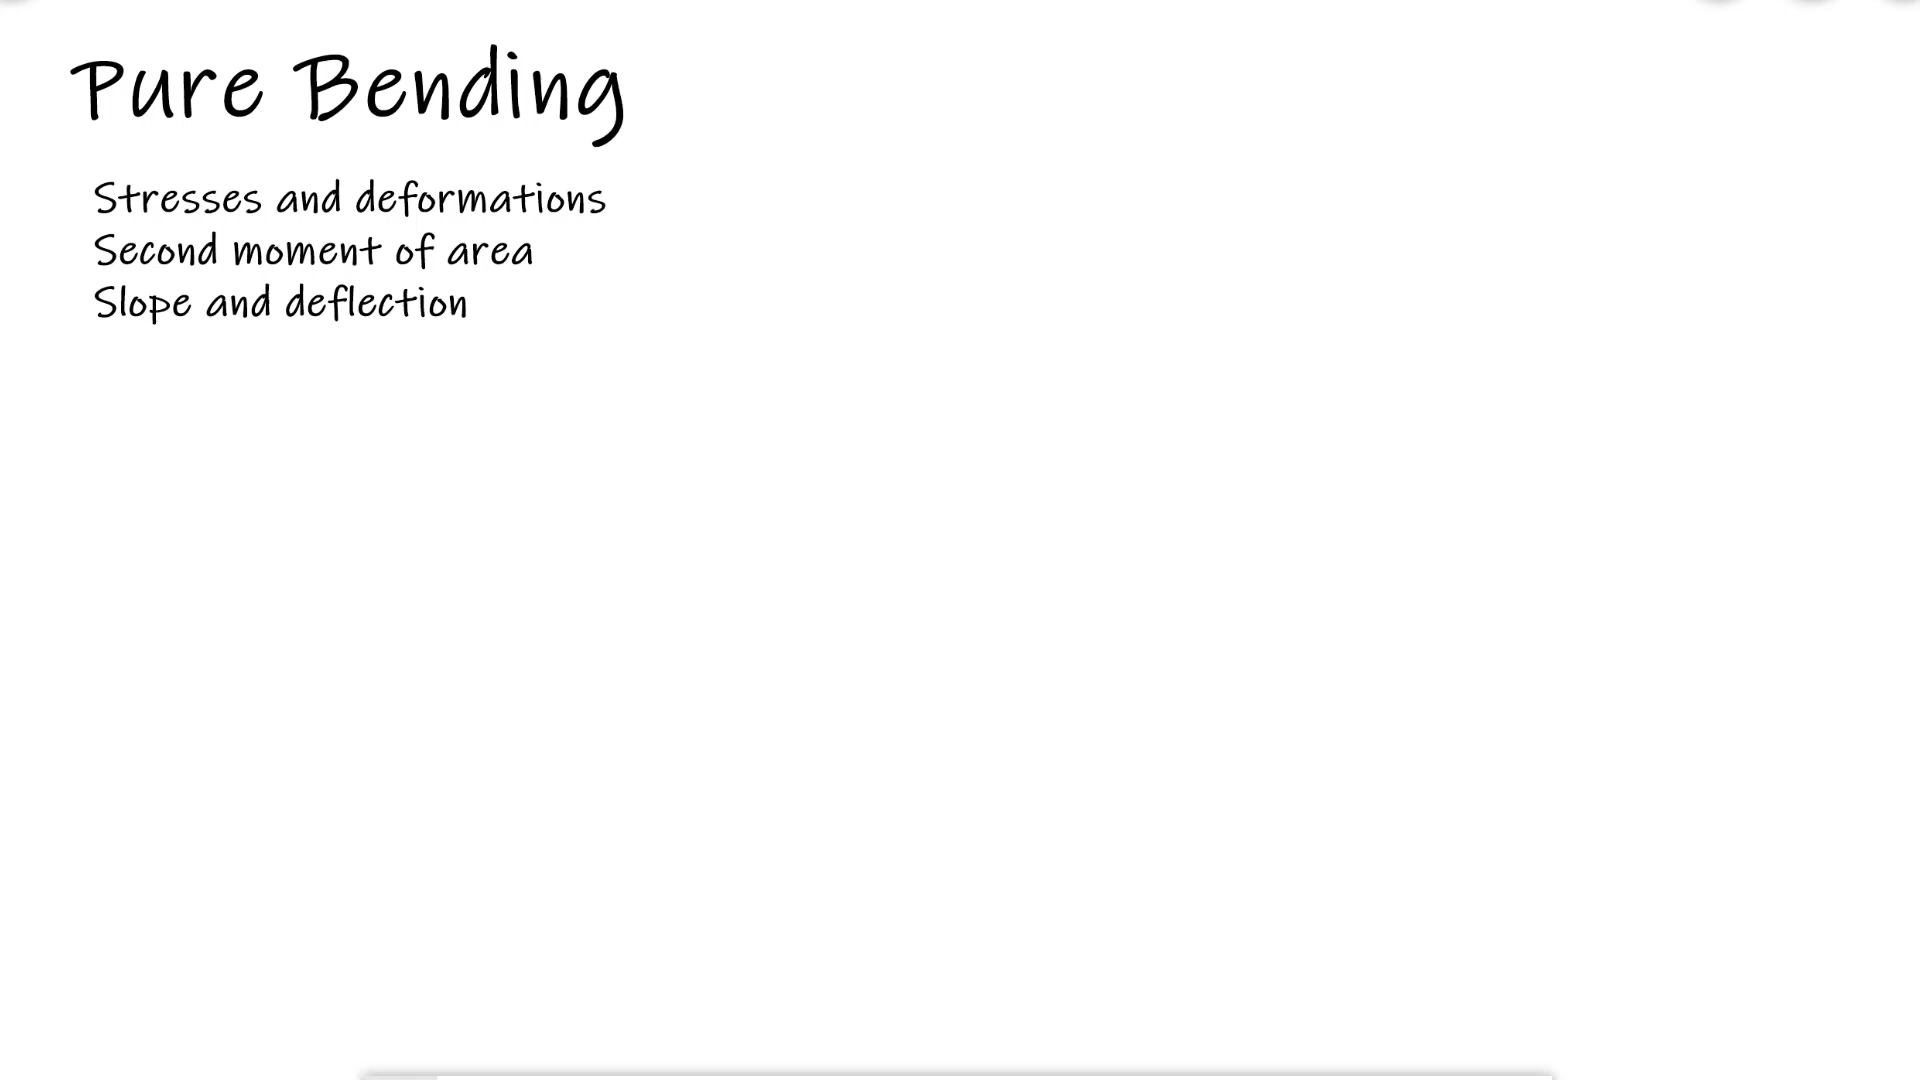 Pure Bending
Stresses and deformations
Second moment of area
Slope and deflection